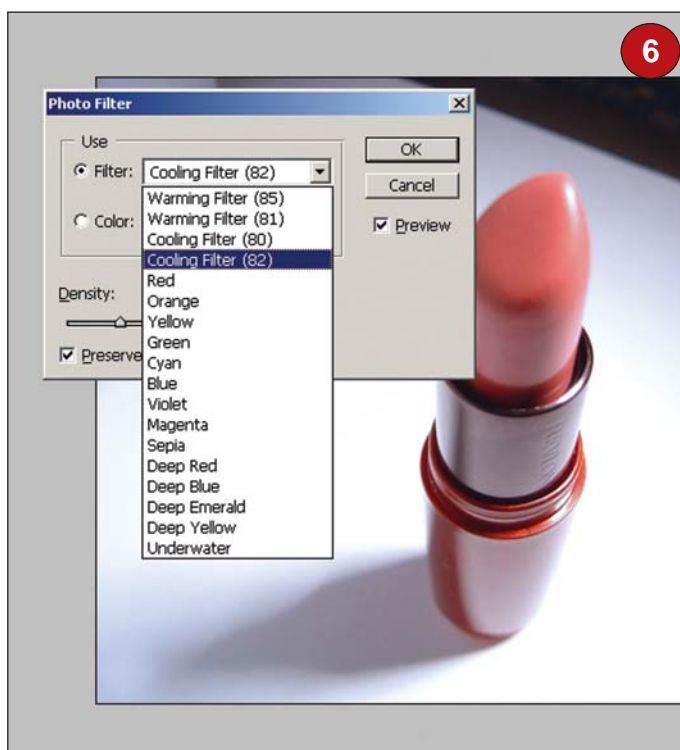 6
Photo Filter
Use
Filter: Cooling Filter (82)
OK
Cancel
Preview
Color:
Warming Filter (85)
Warming Filter (81)
Cooling Filter (80)
Cooling Filter (82)
Red
Orange
Yellow
Green
Cyan
Blue
Violet
Magenta
Sepia
Deep Red
Deep Blue
Deep Emerald
Deep Yellow
Underwater
Density:
Preserve
REVLON